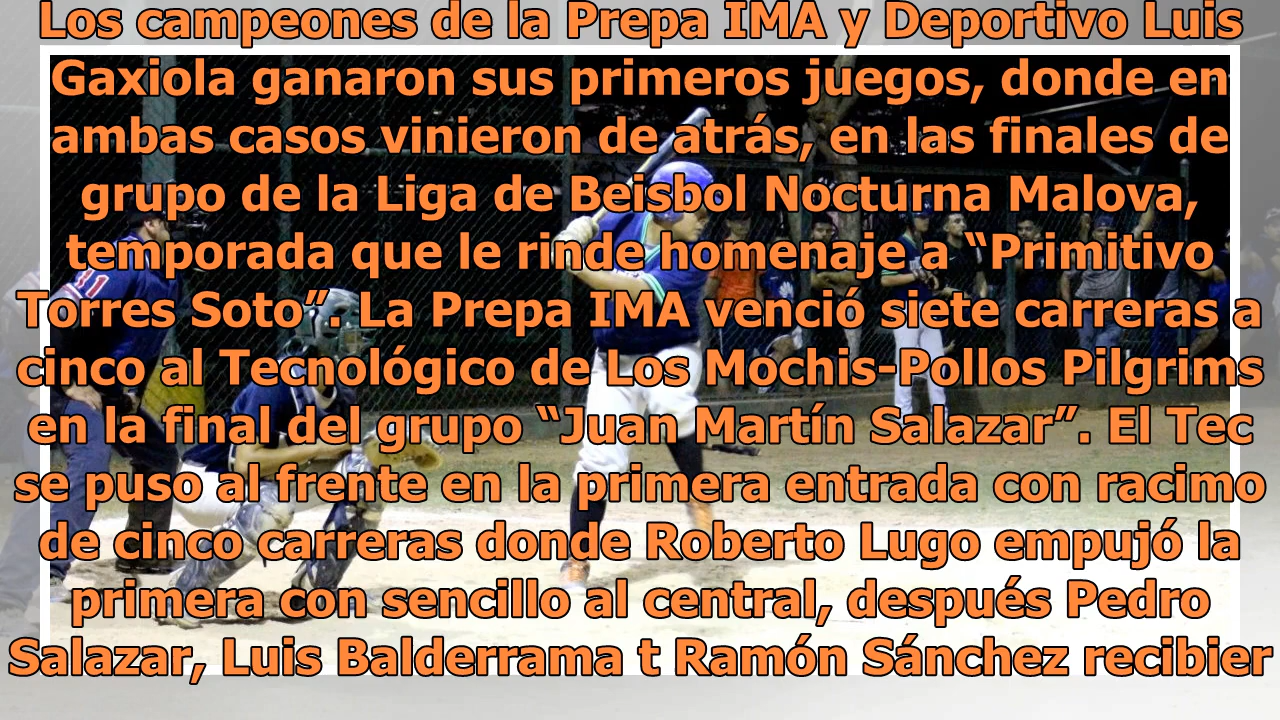 Los campeones de la Prepa IMA y Deportivo Luis
Gaxiola ganaron sus primeros juegos, donde en
ambas casos vinieron de atrás, en las finales de
grupo de la Liga de Beisbol Nocturna Malova,
temporada que le rinde homenaje a “Primitivo
Torres Soto”. La Prepa IMA venció siete carreras a
cinco al Tecnológico de Los Mochis-Pollos Pilgrims
en la final del grupo “Juan Martín Salazar”. El Tec
se puso al frente en la primera entrada con racimo
de cinco carreras donde Roberto Lugo empujó la
primera con sencillo al central, después Pedro
Salazar, Luis Balderrama t Ramón Sánchez recibier